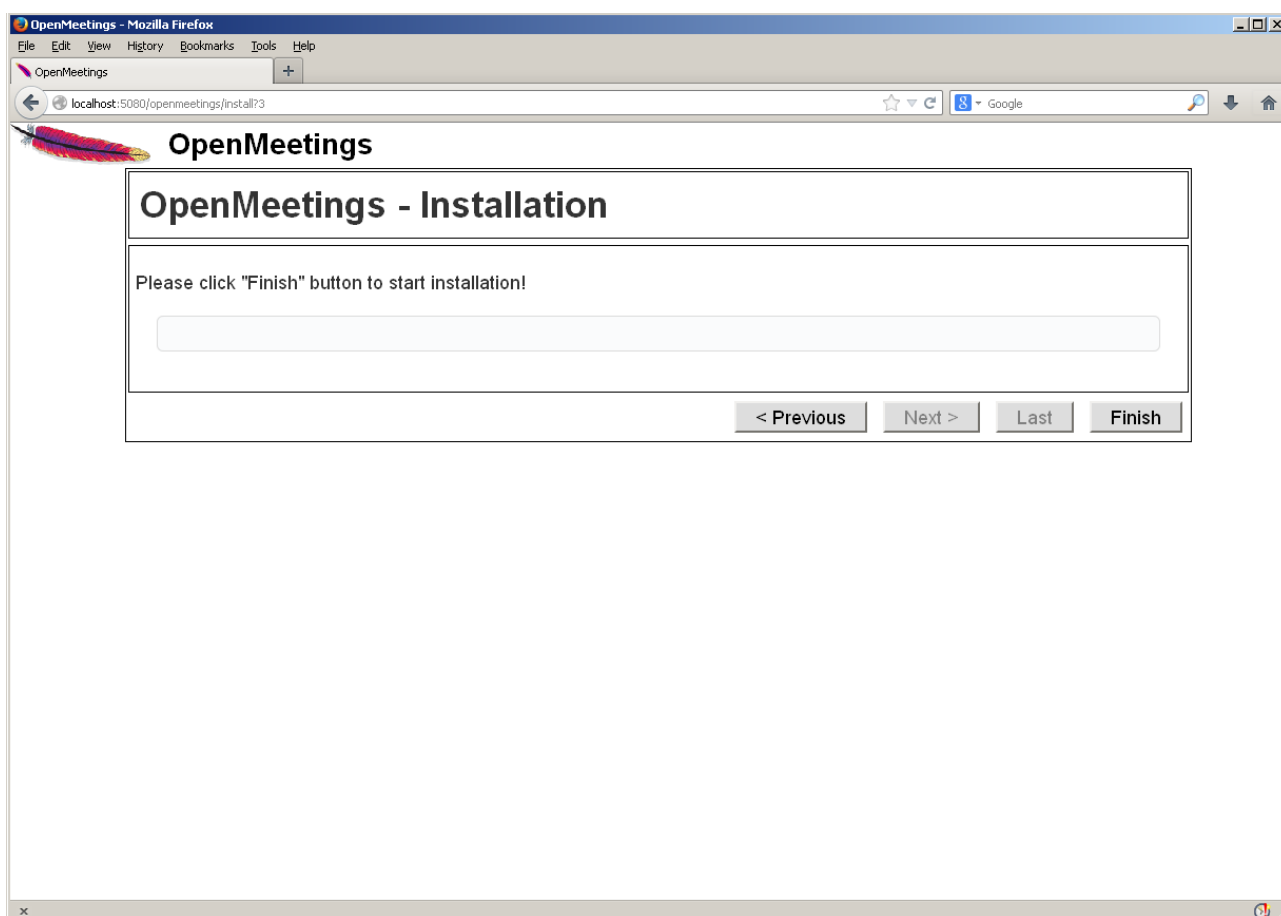 OpenMeetings - Mozilla Firefox
File Edit View History Bookmarks Tools Help
OpenMeetings +
localhost:5080/openmeetings/install?3 8 Google
OpenMeetings
OpenMeetings - Installation
Please click "Finish" button to start installation!
< Previous Next > Last Finish